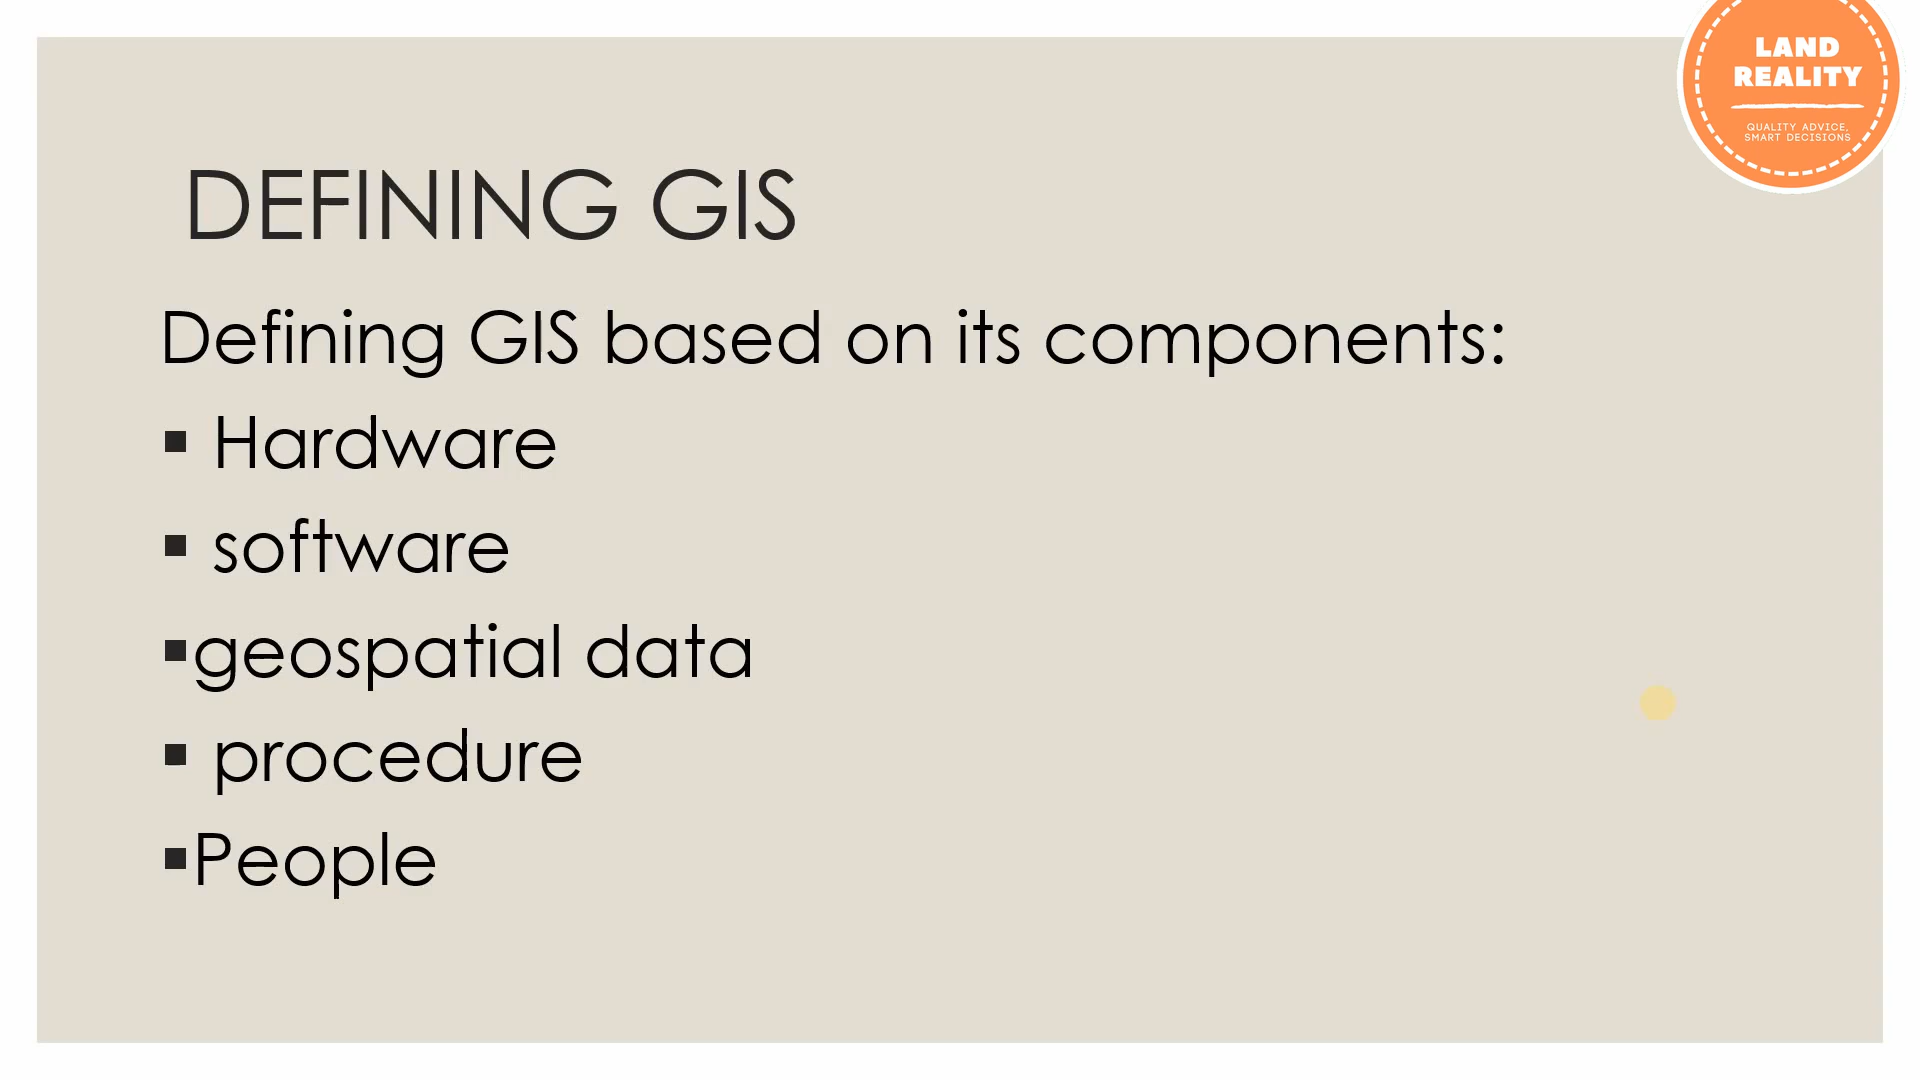 LAND
REALITY
QUALITY ADVICE,
SMART DECISIONS
DEFINING GIS
Defining GIS based on its components:
▪ Hardware
▪ software
▪geospatial data
▪ procedure
▪People